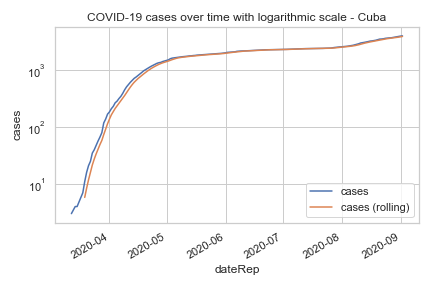 COVID-19 cases over time with logarithmic scale - Cuba
cases
10³
10²
10¹
cases
cases (rolling)
2020-04
2020-05
2020-06
2020-07
2020-08
2020-09
dateRep